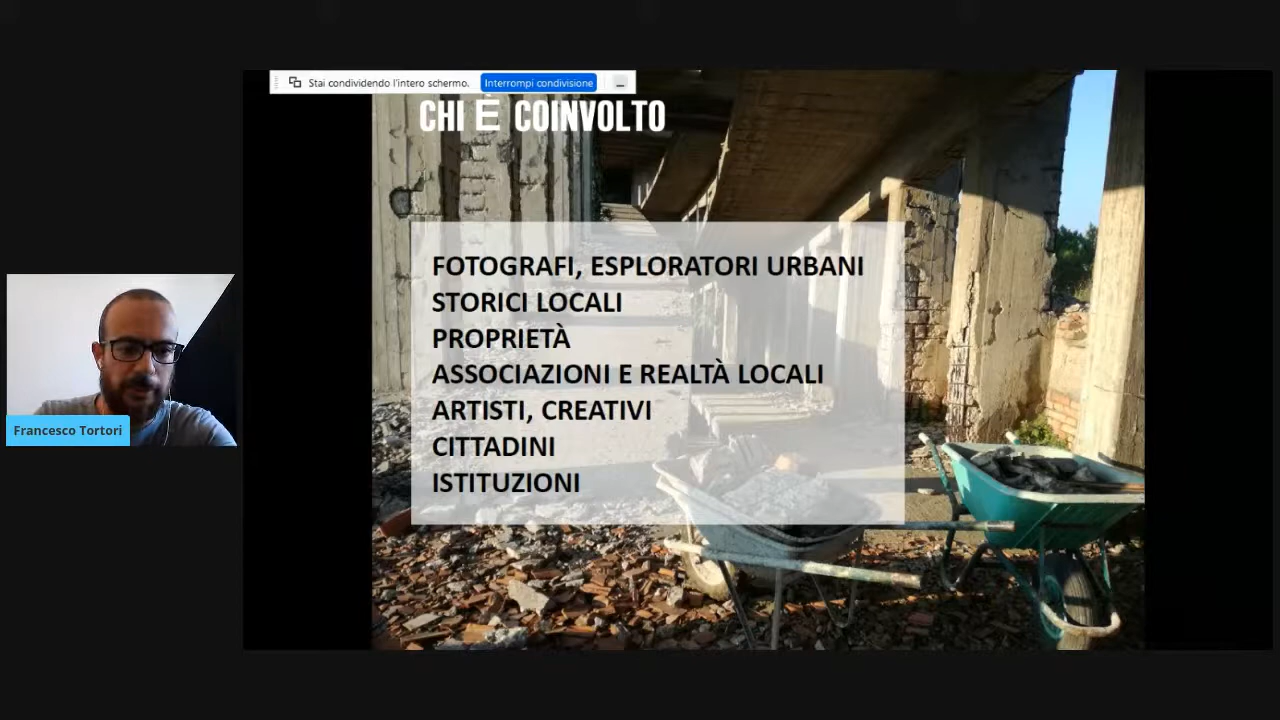 Stai condividendo l'intero schermo. Interrompi condivisione
CHI È COINVOLTO
FOTOGRAFI, ESPLORATORI URBANI
STORICI LOCALI
PROPRIETÀ
ASSOCIAZIONI E REALTÀ LOCALI
ARTISTI, CREATIVI
CITTADINI
ISTITUZIONI
Francesco Tortori